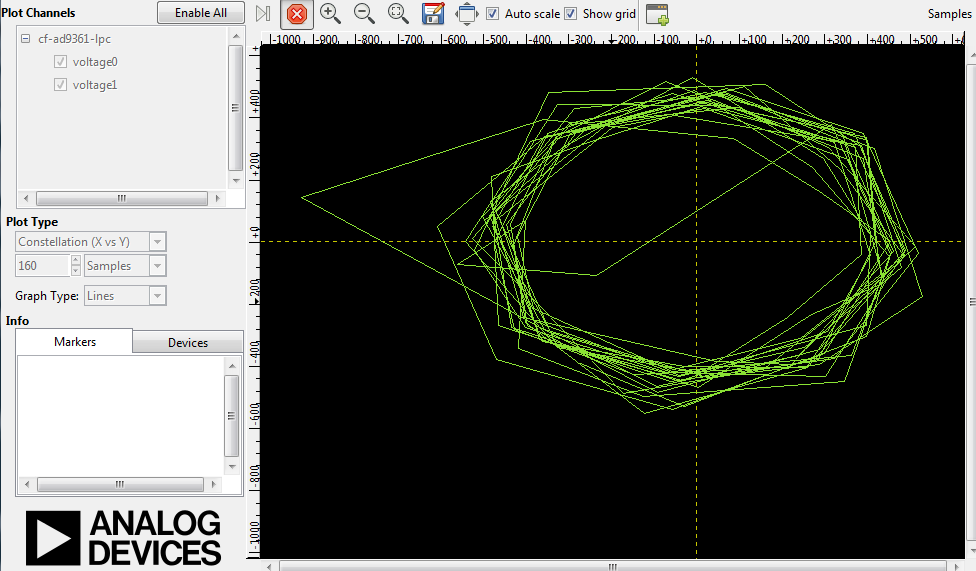 Plot Channels
Enable All
Auto scale
Show grid
Samples
cf-ad9361-lpc
voltage0
voltage1
-1000 -900 -800 -700 -600 -500 -400 -300 -200 -100 +0 +100 +200 +300 +400 +500
+400
+200
+0
-200
-400
-600
-800
-1000
Plot Type
Constellation (X vs Y)
160
Samples
Graph Type:
Lines
Info
Markers
Devices
ANALOG
DEVICES